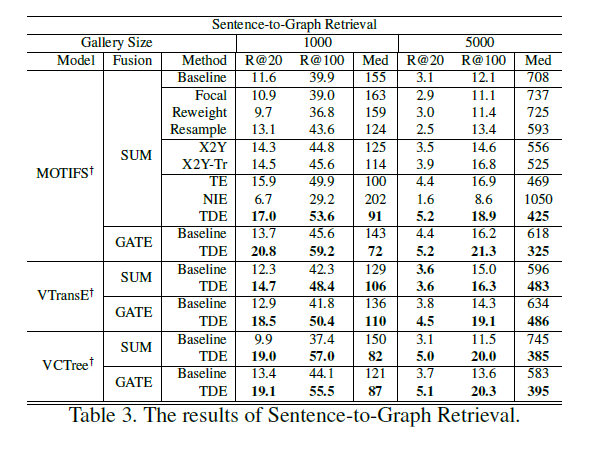 Sentence-to-Graph Retrieval
Gallery Size 1000 5000
Model Fusion Method R@20 R@100 Med R@20 R@100 Med
MOTIFS† SUM Baseline 11.6 39.9 155 3.1 12.1 708
Focal 10.9 39.0 163 2.9 11.1 737
Reweight 9.7 36.8 159 3.0 11.4 725
Resample 13.1 43.6 124 2.5 13.4 593
X2Y 14.3 44.8 125 3.5 14.6 556
X2Y-Tr 14.5 45.6 114 3.9 16.8 525
TE 15.9 49.9 100 4.4 16.9 469
NIE 6.7 29.2 202 1.6 8.6 1050
TDE 17.0 53.6 91 5.2 18.9 425
GATE Baseline 13.7 45.6 143 4.4 16.2 618
TDE 20.8 59.2 72 5.2 21.3 325
VTransE† SUM Baseline 12.3 42.3 129 3.6 15.0 596
TDE 14.7 48.4 106 3.6 16.3 483
GATE Baseline 12.9 41.8 136 3.8 14.3 634
TDE 18.5 50.4 110 4.5 19.1 486
VCTree† SUM Baseline 9.9 37.4 150 3.1 11.5 745
TDE 19.0 57.0 82 5.0 20.0 385
GATE Baseline 13.4 44.1 121 3.7 13.6 583
TDE 19.1 55.5 87 5.1 20.3 395
Table 3. The results of Sentence-to-Graph Retrieval.